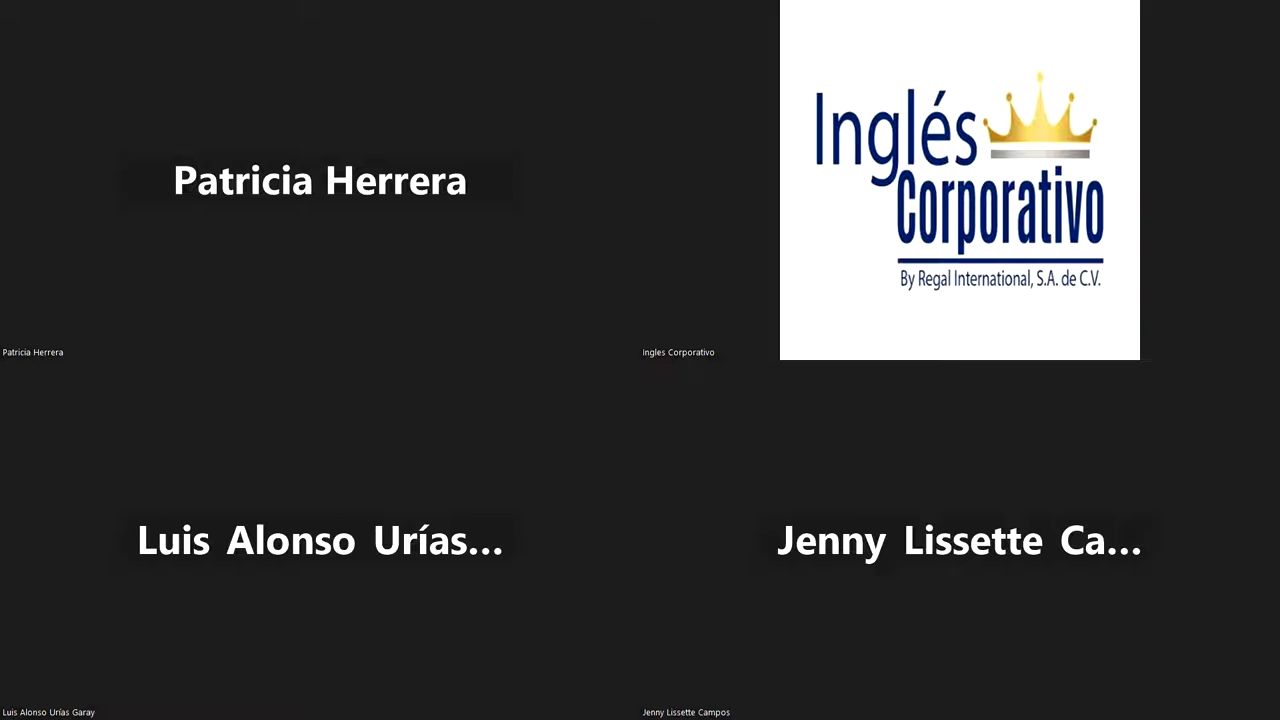 Patricia Herrera
Patricia Herrera
Inglés
Corporativo
By Regal International, S.A. de C.V.
Ingles Corporativo
Luis Alonso Urías...
Luis Alonso Urías Garay
Jenny Lissette Ca...
Jenny Lissette Campos